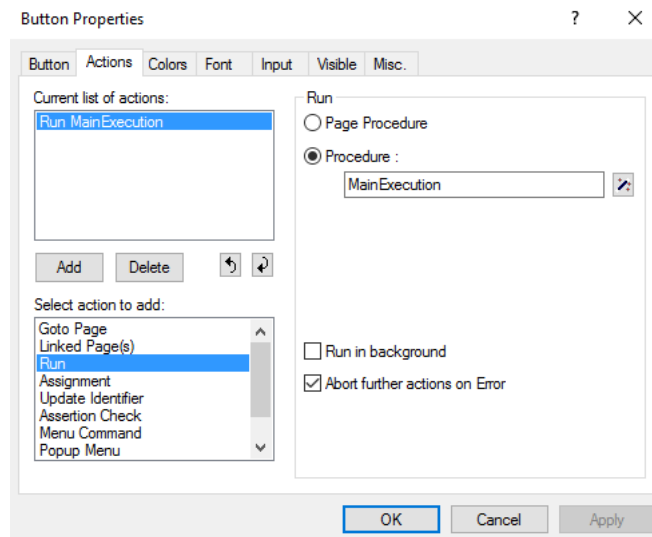 Button Properties
?
Button Actions Colors Font Input Visible Misc.
Current list of actions:
Run MainExecution
Add Delete
Select action to add:
Goto Page
Linked Page(s)
Run
Assignment
Update Identifier
Assertion Check
Menu Command
Popup Menu
Run
Page Procedure
Procedure :
MainExecution
Run in background
Abort further actions on Error
OK Cancel Apply